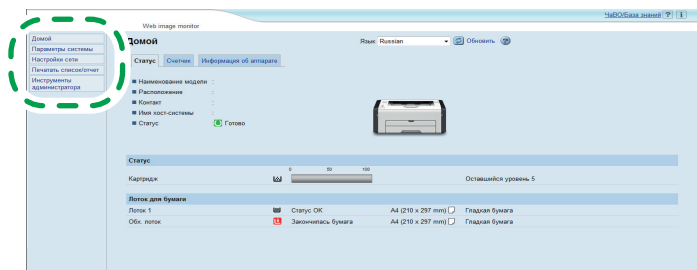 ЧаВО/База знаний ? i
Web image monitor
Домой
Параметры системы
Настройки сети
Печатать список/отчет
Инструменты
администратора
Домой
Язык Russian Обновить
Статус Счетчик Информация об аппарате
Наименование модели :
Расположение :
Контакт :
Имя хост-системы :
Статус : Готово
Статус
0 50 100
Картридж Оставшийся уровень 5
Лоток для бумаги
Лоток 1 Статус OK A4 (210 x 297 mm) Гладкая бумага
Обх. лоток Закончилась бумага A4 (210 x 297 mm) Гладкая бумага